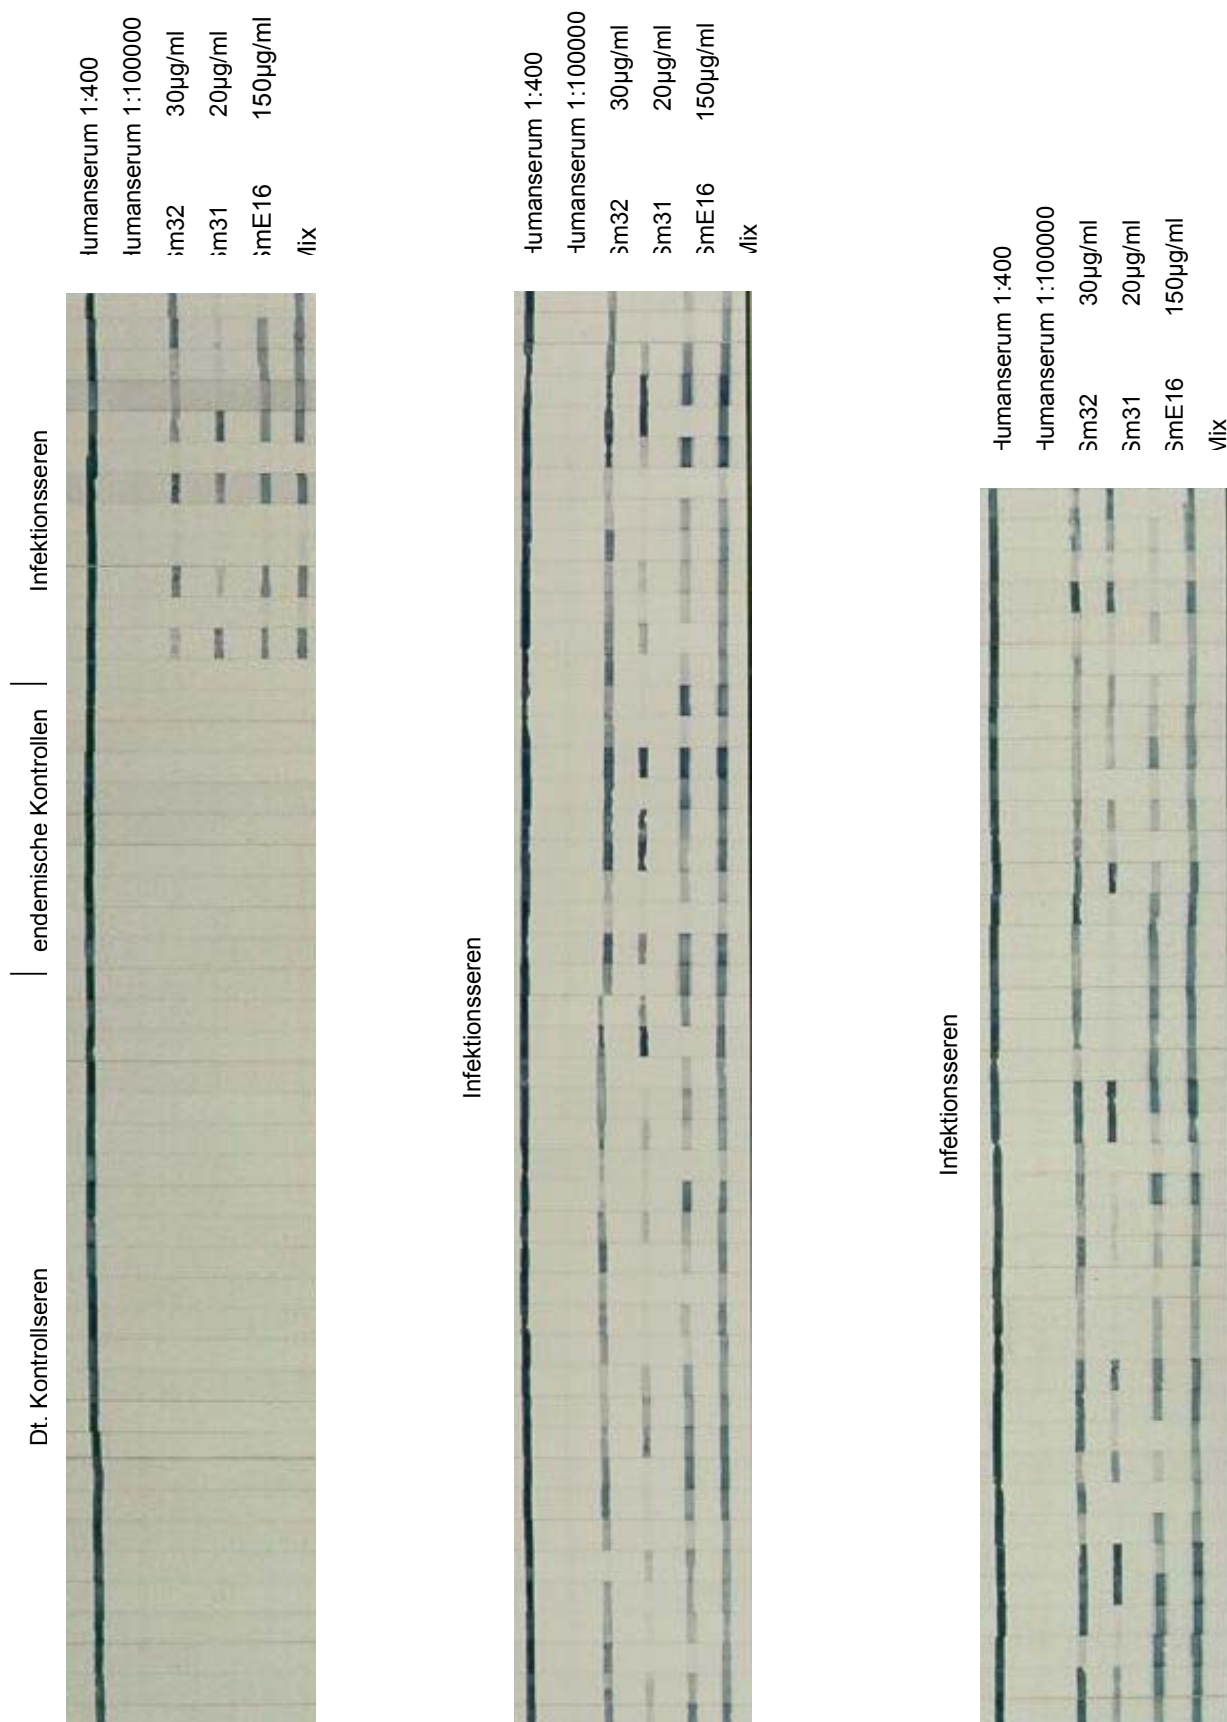 Dt. Kontrollseren
endemische Kontrollen
Infektionsseren
Humanserum 1:400
Humanserum 1:100000
Sm32 30µg/ml
Sm31 20µg/ml
SmE16 150µg/ml
Mix
Infektionsseren
Humanserum 1:400
Humanserum 1:100000
Sm32 30µg/ml
Sm31 20µg/ml
SmE16 150µg/ml
Mix
Infektionsseren
Humanserum 1:400
Humanserum 1:100000
Sm32 30µg/ml
Sm31 20µg/ml
SmE16 150µg/ml
Mix